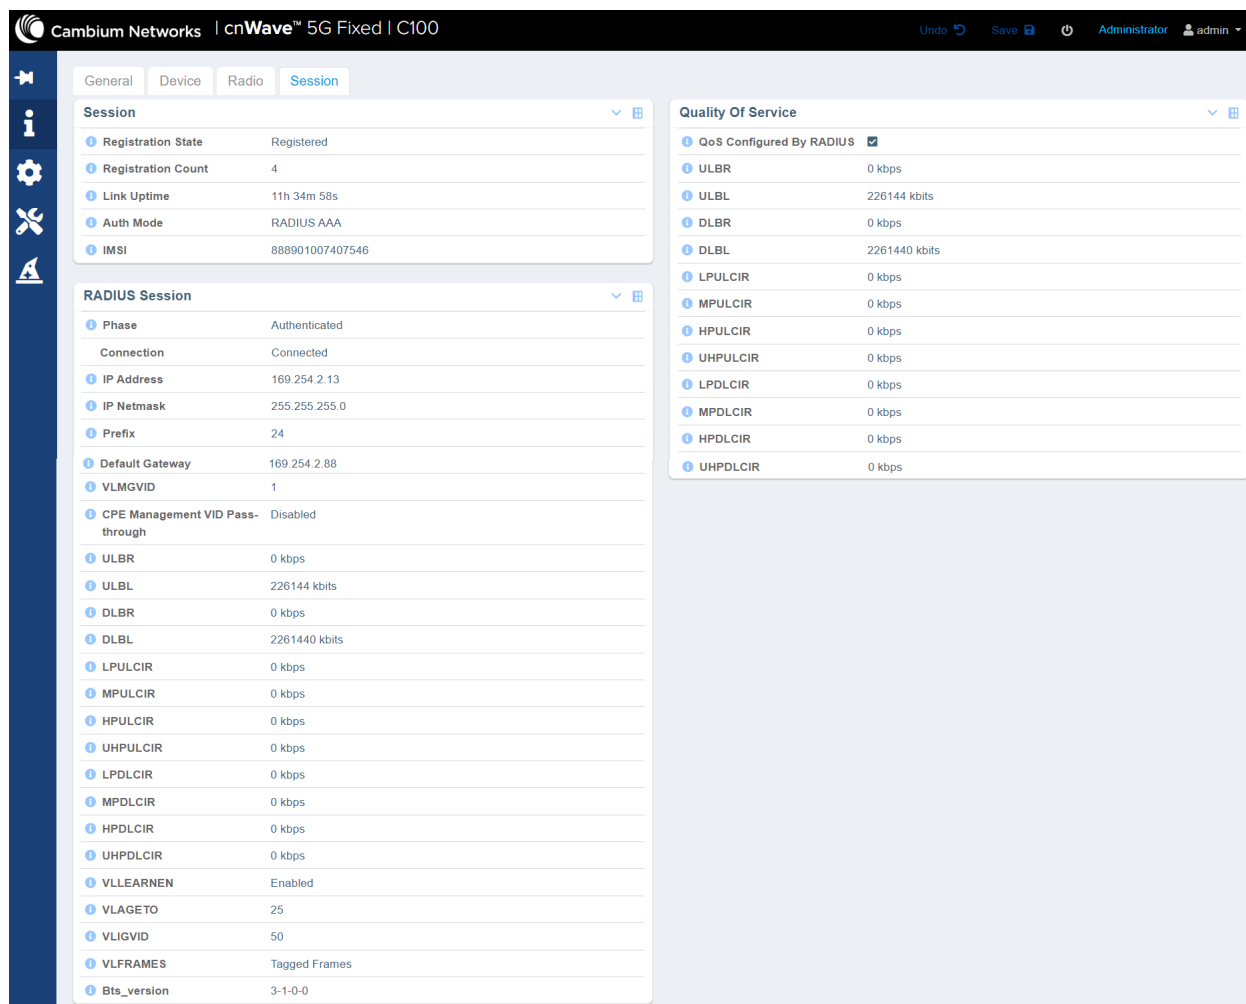 Cambium Networks | cnWave™ 5G Fixed | C100
Undo Save Administrator admin
General Device Radio Session
Session
Registration State Registered
Registration Count 4
Link Uptime 11h 34m 58s
Auth Mode RADIUS AAA
IMSI 888901007407546
RADIUS Session
Phase Authenticated
Connection Connected
IP Address 169.254.2.13
IP Netmask 255.255.255.0
Prefix 24
Default Gateway 169.254.2.88
VLMGVID 1
CPE Management VID Pass- Disabled
through
ULBR 0 kbps
ULBL 226144 kbits
DLBR 0 kbps
DLBL 2261440 kbits
LPULCIR 0 kbps
MPULCIR 0 kbps
HPULCIR 0 kbps
UHPULCIR 0 kbps
LPDLCIR 0 kbps
MPDLCIR 0 kbps
HPDLCIR 0 kbps
UHPDLCIR 0 kbps
VLLEARNEN Enabled
VLAGETO 25
VLIGVID 50
VLFRAMES Tagged Frames
Bts_version 3-1-0-0
Quality Of Service
QoS Configured By RADIUS
ULBR 0 kbps
ULBL 226144 kbits
DLBR 0 kbps
DLBL 2261440 kbits
LPULCIR 0 kbps
MPULCIR 0 kbps
HPULCIR 0 kbps
UHPULCIR 0 kbps
LPDLCIR 0 kbps
MPDLCIR 0 kbps
HPDLCIR 0 kbps
UHPDLCIR 0 kbps